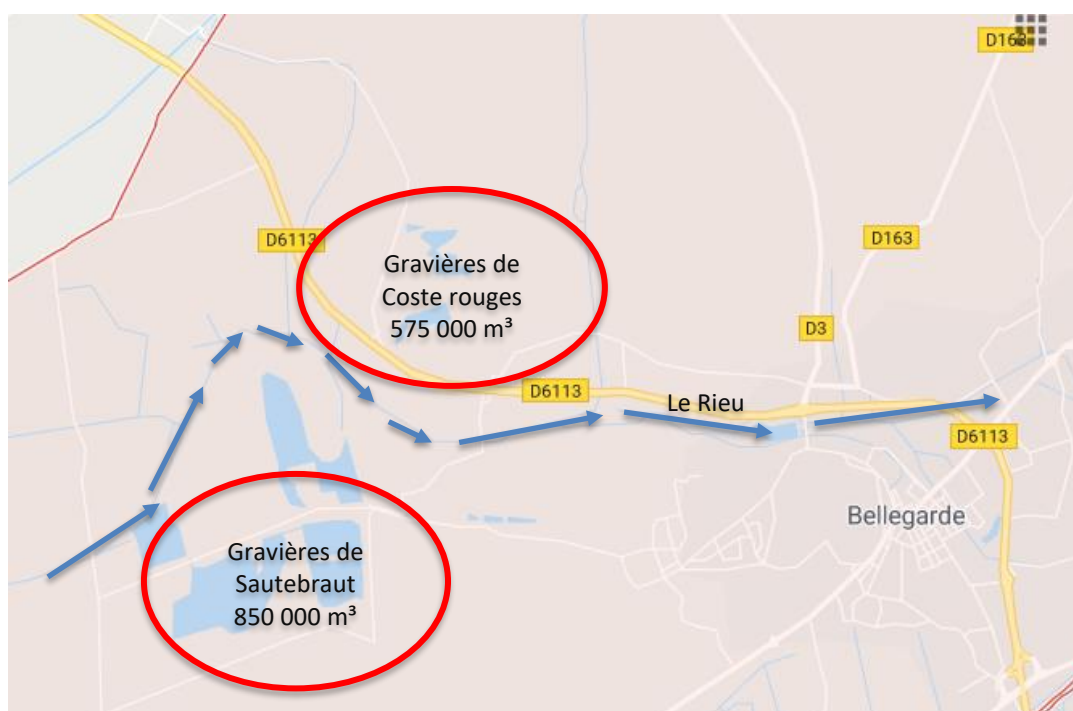 D163
D6113
D163
Gravières de
Coste rouges
575 000 m³
D3
D6113
Le Rieu
D6113
Bellegarde
Gravières de
Sautebraut
850 000 m³